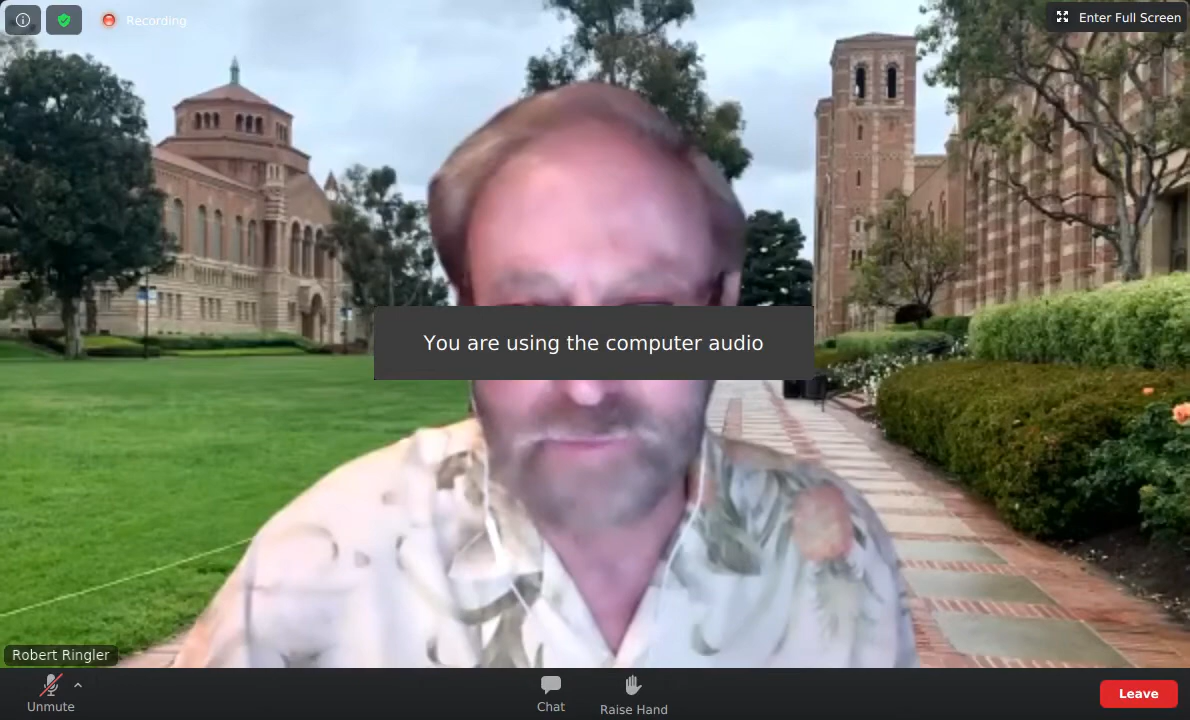 Recording
Enter Full Screen
You are using the computer audio
Robert Ringler
Unmute
Chat
Raise Hand
Leave